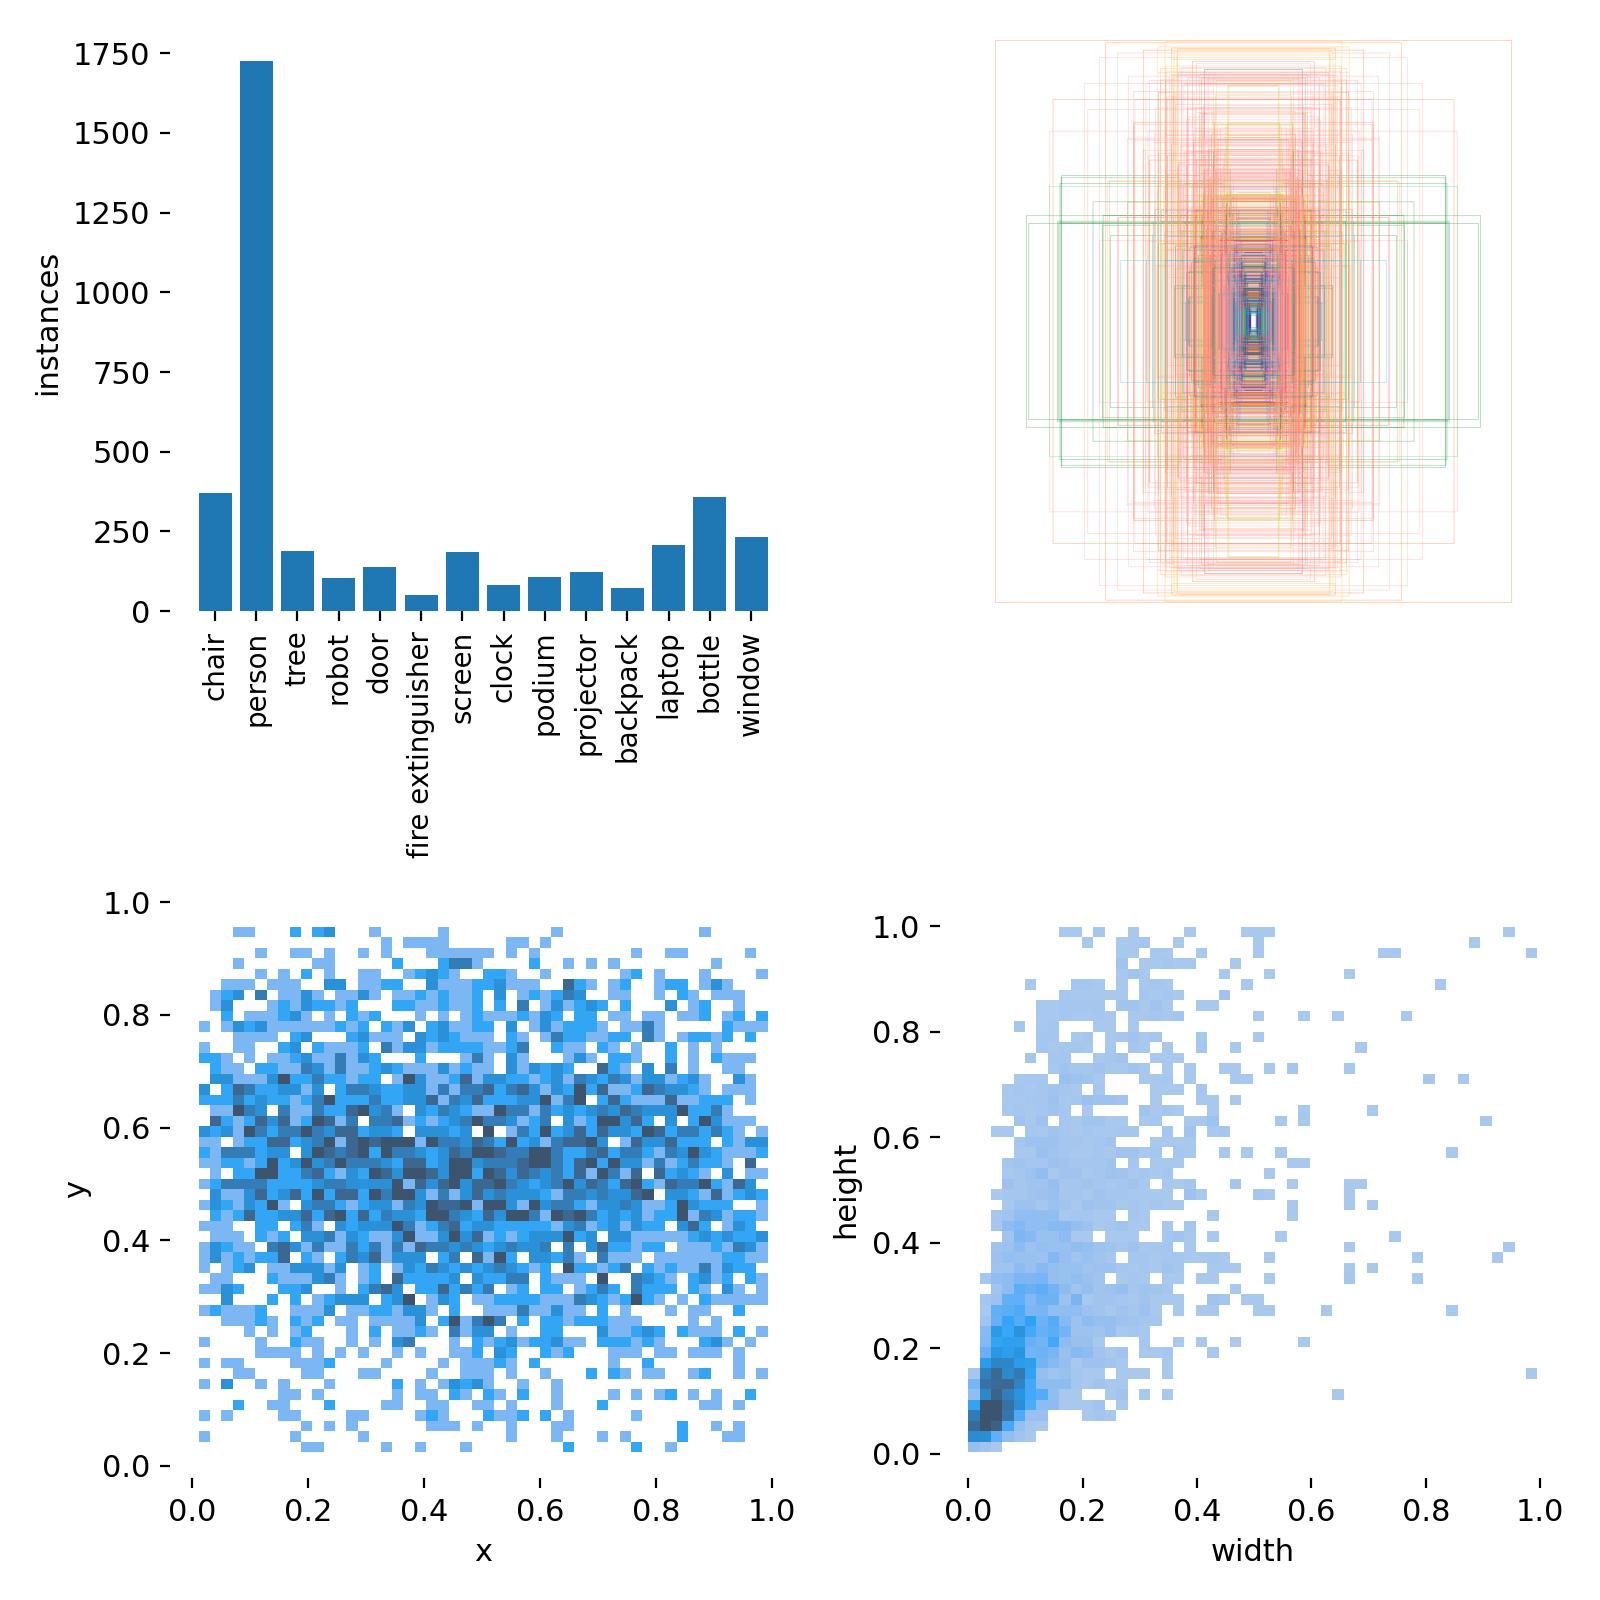 1750
1500
1250
1000
750
500
250
0
instances
chair
person
tree
robot
door
fire extinguisher
screen
clock
podium
projector
backpack
laptop
bottle
window
1.0
0.8
0.6
0.4
0.2
0.0
y
0.0 0.2 0.4 0.6 0.8 1.0
x
1.0
0.8
0.6
0.4
0.2
0.0
height
0.0 0.2 0.4 0.6 0.8 1.0
width